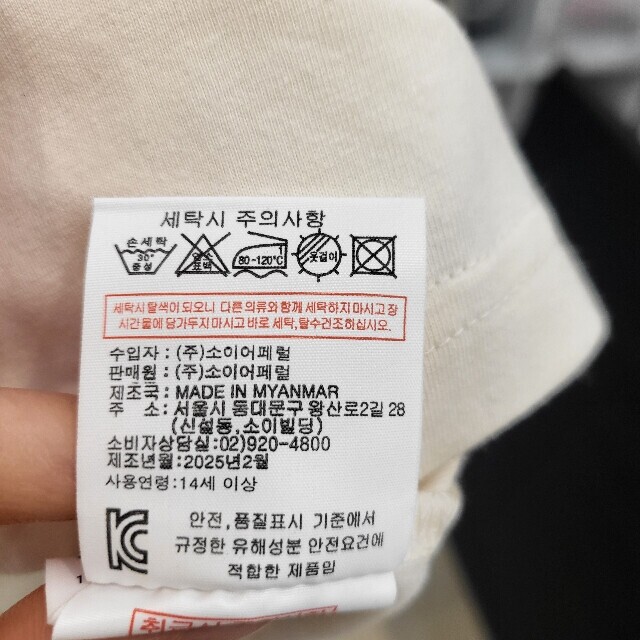 세탁시 주의사항
손세탁
30°
중성
염소
표백
80~120℃
옷걸이
세탁시 탈색이 되오니 다른 의류와 함께 세탁하지 마시고 장
시간 물에 담가두지 마시고 바로 세탁, 탈수건조하십시오.
수입자 : (주)소이어페럴
판매원 : (주)소이어페럴
제조국 : MADE IN MYANMAR
주 소 : 서울시 동대문구 왕산로2길 28
(신설동,소이빌딩)
소비자상담실:02)920-4800
제조년월:2025년2월
사용연령:14세 이상
안전,품질표시 기준에서
규정한 유해성분 안전요건에
적합한 제품임